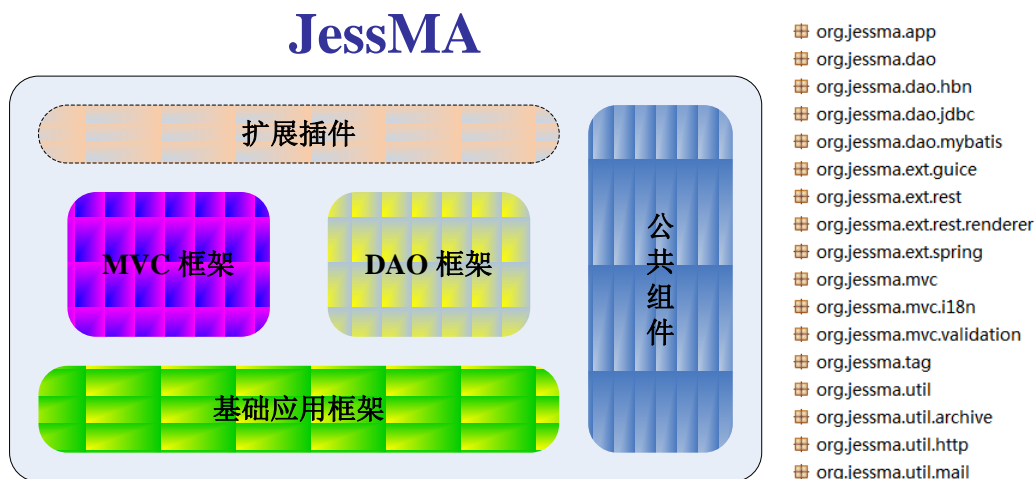 JessMA
扩展插件
MVC 框架
DAO 框架
公
共
组
件
基础应用框架
org.jessma.app
org.jessma.dao
org.jessma.dao.hbn
org.jessma.dao.jdbc
org.jessma.dao.mybatis
org.jessma.ext.guice
org.jessma.ext.rest
org.jessma.ext.rest.renderer
org.jessma.ext.spring
org.jessma.mvc
org.jessma.mvc.i18n
org.jessma.mvc.validation
org.jessma.tag
org.jessma.util
org.jessma.util.archive
org.jessma.util.http
org.jessma.util.mail